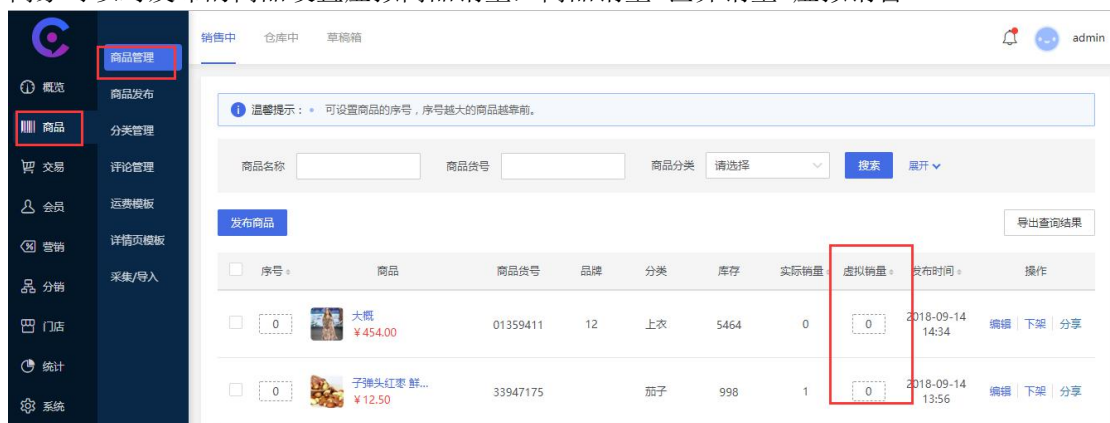 销售中 仓库中 草稿箱 admin
商品管理
概览 商品发布
温馨提示: 可设置商品的序号,序号越大的商品越靠前。
商品 分类管理
交易 评论管理 商品名称 商品货号 商品分类 请选择 搜索 展开
会员 运费模板
发布商品 导出查询结果
营销 详情页模板
分销 采集/导入 序号 商品 商品货号 品牌 分类 库存 实际销量 虚拟销量 发布时间 操作
门店 0 大概 01359411 12 上衣 5464 0 0 2018-09-14 编辑 下架 分享
¥454.00 14:34
统计
系统 0 子弹头红枣 鲜... 33947175 茄子 998 1 0 2018-09-14 编辑 下架 分享
¥12.50 13:56